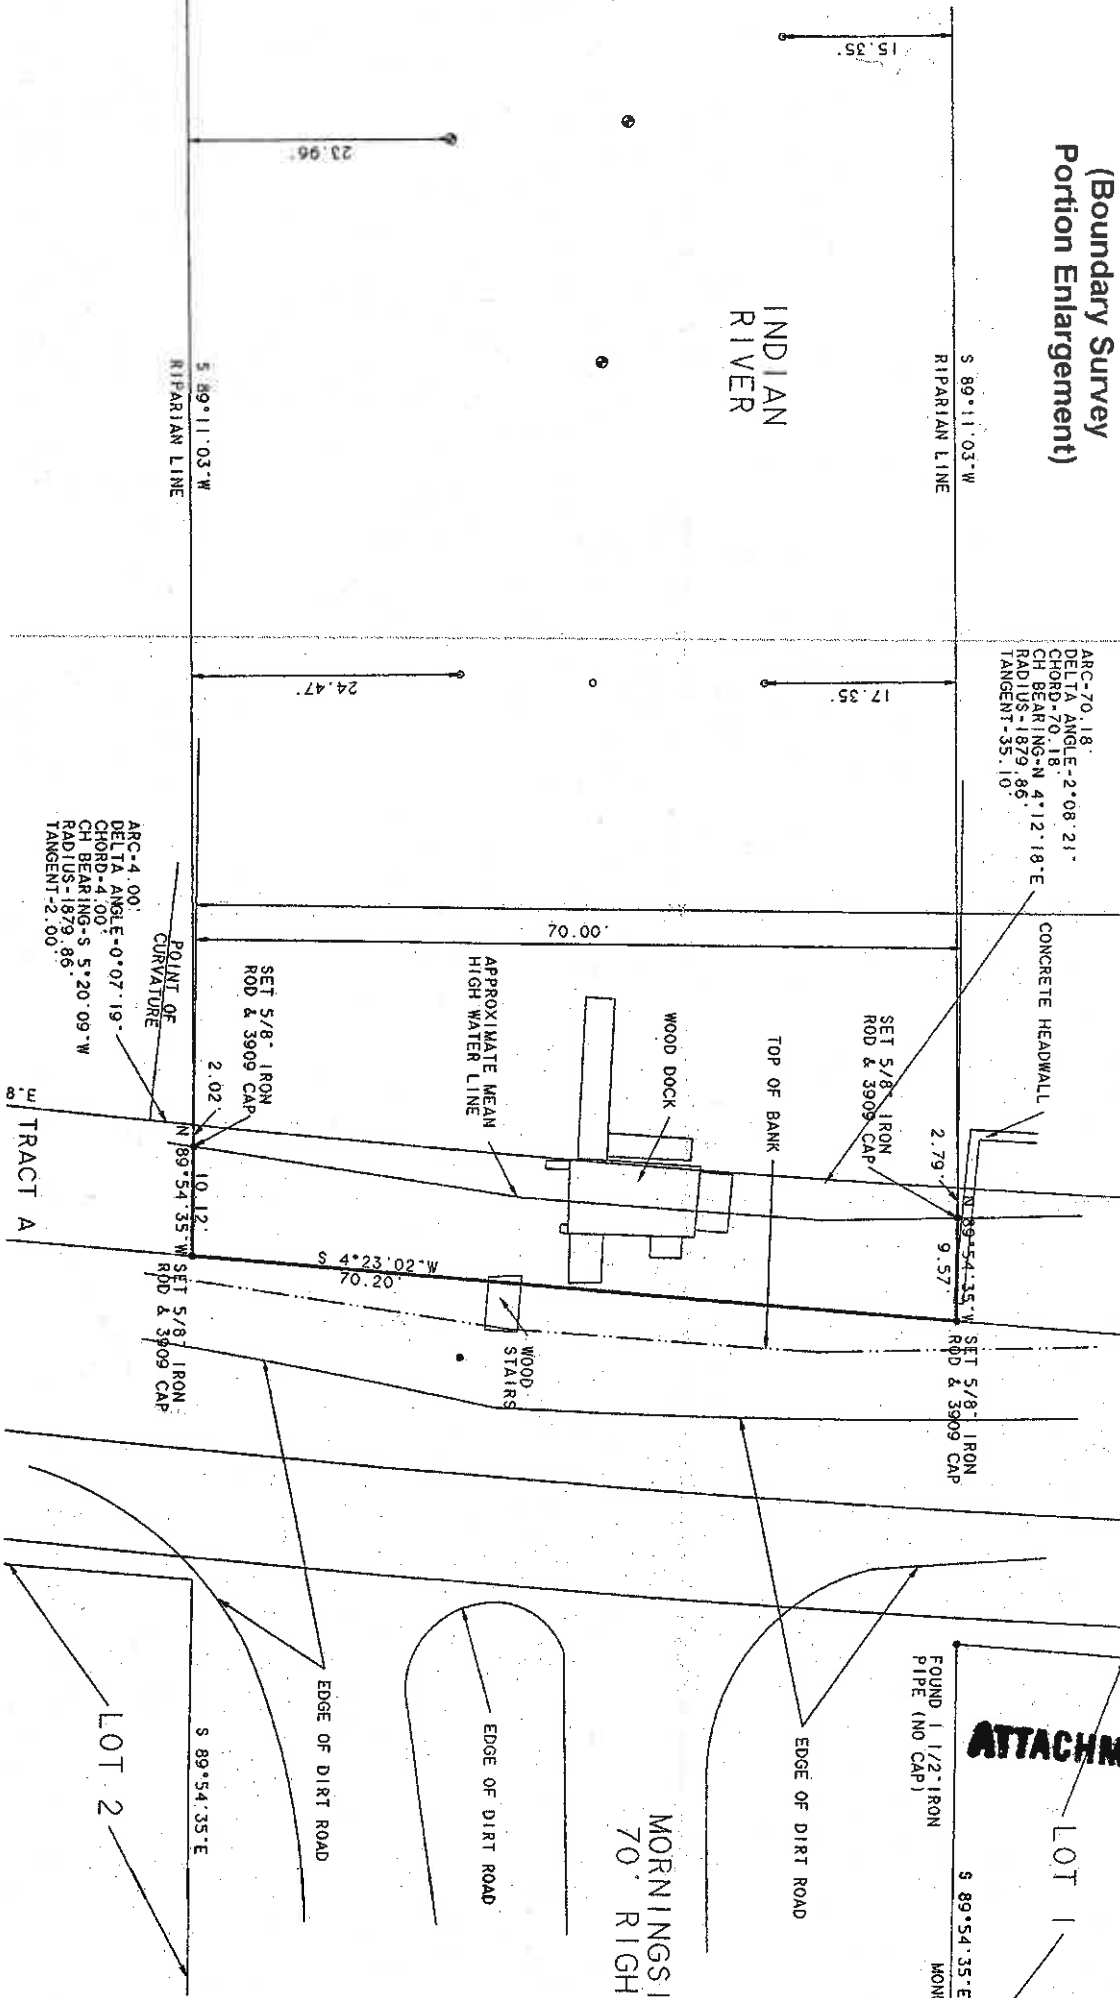 (Boundary Survey
Portion Enlargement)
15.35'
23.96'
INDIAN
RIVER
S 89°11'03"W
RIPARIAN LINE
S 89°11'03"W
RIPARIAN LINE
ARC=70.18'
DELTA ANGLE=2°08'21"
CHORD=70.18'
CH BEARING=N 4°12'18"E
RADIUS=1879.86'
TANGENT=35.10'
17.35'
24.47'
ARC=4.00'
DELTA ANGLE=0°07'19"
CHORD=4.00'
CH BEARING=S 5°20'09"W
RADIUS=1879.86'
TANGENT=2.00'
70.00'
CONCRETE HEADWALL
POINT OF
CURVATURE
SET 5/8" IRON
ROD & 3909 CAP
APPROXIMATE MEAN
HIGH WATER LINE
WOOD DOCK
TOP OF BANK
SET 5/8" IRON
ROD & 3909 CAP
2.79'
2.02'
N 89°54'35"W
9.57'
N 89°54'35"W
10.12'
TRACT A
S 4°23'02"W
70.20'
SET 5/8" IRON
ROD & 3909 CAP
WOOD
STAIRS
SET 5/8" IRON
ROD & 3909 CAP
EDGE OF DIRT ROAD
EDGE OF DIRT ROAD
EDGE OF DIRT ROAD
FOUND 1 1/2" IRON
PIPE (NO CAP)
ATTACHM
LOT 1
LOT 2
S 89°54'35"E
S 89°54'35"E
MORNINGSI
70' RIGH